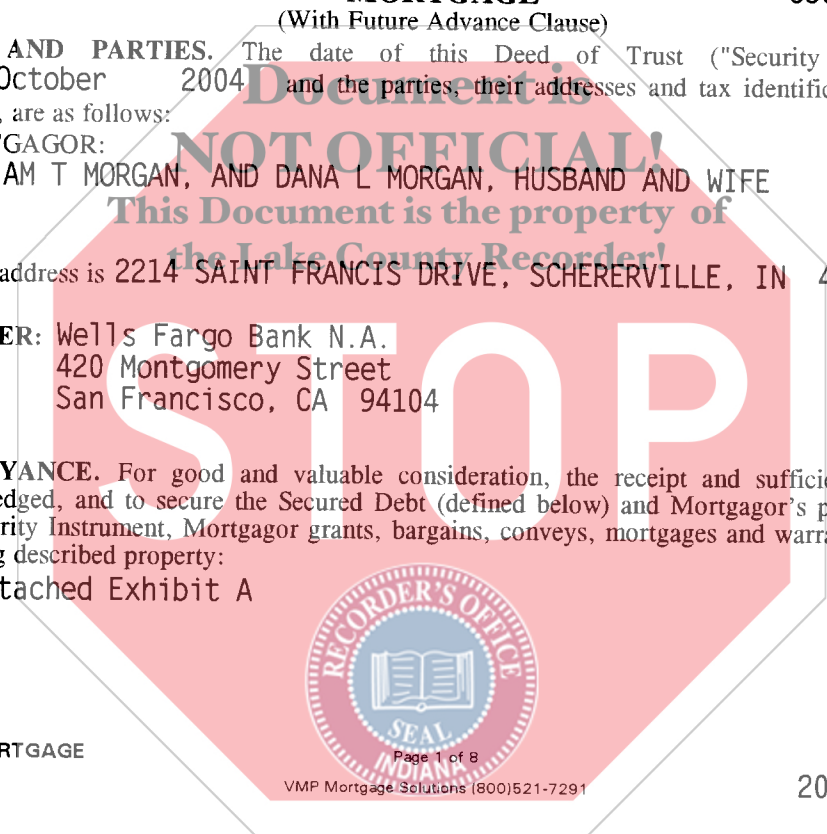 MORTGAGE
(With Future Advance Clause)
AND PARTIES. The date of this Deed of Trust ("Security
October 2004 and the parties, their addresses and tax identific
, are as follows:
GAGOR:
AM T MORGAN, AND DANA L MORGAN, HUSBAND AND WIFE
address is 2214 SAINT FRANCIS DRIVE, SCHERERVILLE, IN 4
ER: Wells Fargo Bank N.A.
420 Montgomery Street
San Francisco, CA 94104
YANCE. For good and valuable consideration, the receipt and sufficie
edged, and to secure the Secured Debt (defined below) and Mortgagor's p
rity Instrument, Mortgagor grants, bargains, conveys, mortgages and warra
g described property:
tached Exhibit A
RTGAGE
Page 1 of 8
VMP Mortgage Solutions (800)521-7291
20
Document is
NOT OFFICIAL!
This Document is the property of
the Lake County Recorder!
STOP
RECORDER'S OFFICE
SEAL
INDIANA